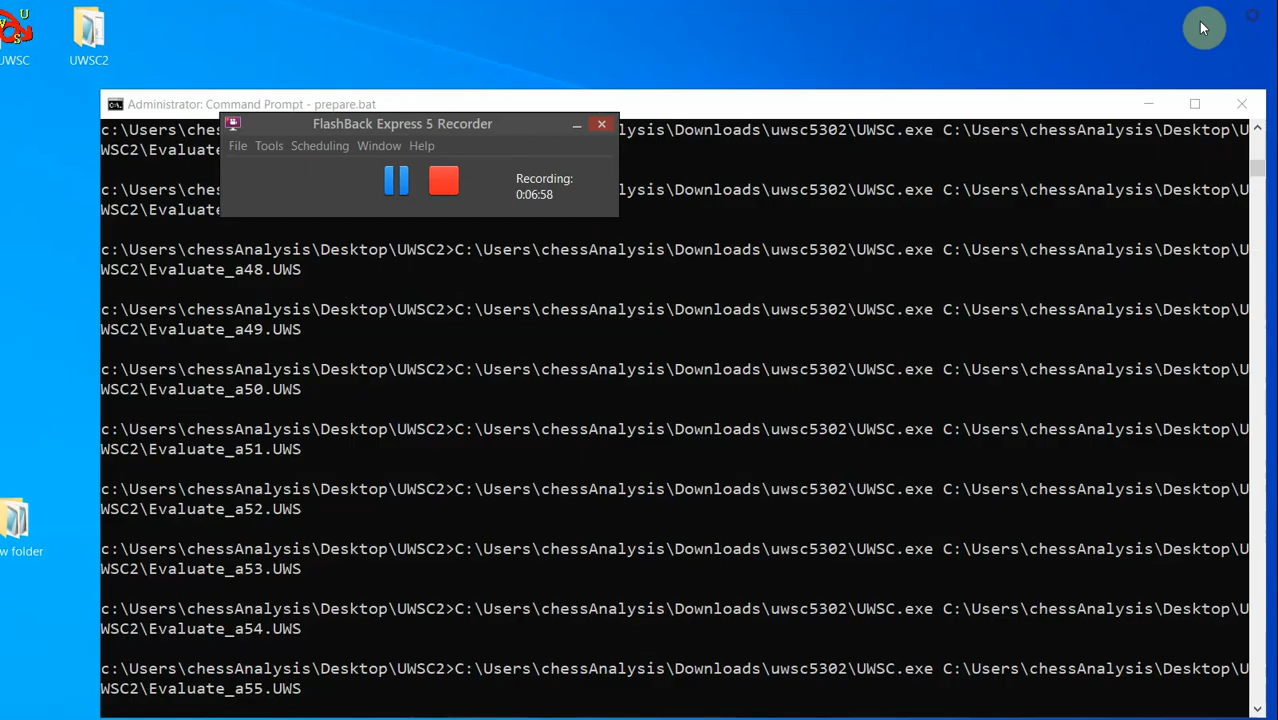 U
S
UWSC
UWSC2
Administrator: Command Prompt - prepare.bat
FlashBack Express 5 Recorder
File Tools Scheduling Window Help
Recording:
0:06:58
c:\Users\ches lysis\Downloads\uwsc5302\UWSC.exe C:\Users\chessAnalysis\Desktop\U
WSC2\Evaluate
c:\Users\ches lysis\Downloads\uwsc5302\UWSC.exe C:\Users\chessAnalysis\Desktop\U
WSC2\Evaluate
c:\Users\chessAnalysis\Desktop\UWSC2>C:\Users\chessAnalysis\Downloads\uwsc5302\UWSC.exe C:\Users\chessAnalysis\Desktop\U
WSC2\Evaluate_a48.UWS
c:\Users\chessAnalysis\Desktop\UWSC2>C:\Users\chessAnalysis\Downloads\uwsc5302\UWSC.exe C:\Users\chessAnalysis\Desktop\U
WSC2\Evaluate_a49.UWS
c:\Users\chessAnalysis\Desktop\UWSC2>C:\Users\chessAnalysis\Downloads\uwsc5302\UWSC.exe C:\Users\chessAnalysis\Desktop\U
WSC2\Evaluate_a50.UWS
c:\Users\chessAnalysis\Desktop\UWSC2>C:\Users\chessAnalysis\Downloads\uwsc5302\UWSC.exe C:\Users\chessAnalysis\Desktop\U
WSC2\Evaluate_a51.UWS
c:\Users\chessAnalysis\Desktop\UWSC2>C:\Users\chessAnalysis\Downloads\uwsc5302\UWSC.exe C:\Users\chessAnalysis\Desktop\U
WSC2\Evaluate_a52.UWS
c:\Users\chessAnalysis\Desktop\UWSC2>C:\Users\chessAnalysis\Downloads\uwsc5302\UWSC.exe C:\Users\chessAnalysis\Desktop\U
WSC2\Evaluate_a53.UWS
w folder
c:\Users\chessAnalysis\Desktop\UWSC2>C:\Users\chessAnalysis\Downloads\uwsc5302\UWSC.exe C:\Users\chessAnalysis\Desktop\U
WSC2\Evaluate_a54.UWS
c:\Users\chessAnalysis\Desktop\UWSC2>C:\Users\chessAnalysis\Downloads\uwsc5302\UWSC.exe C:\Users\chessAnalysis\Desktop\U
WSC2\Evaluate_a55.UWS